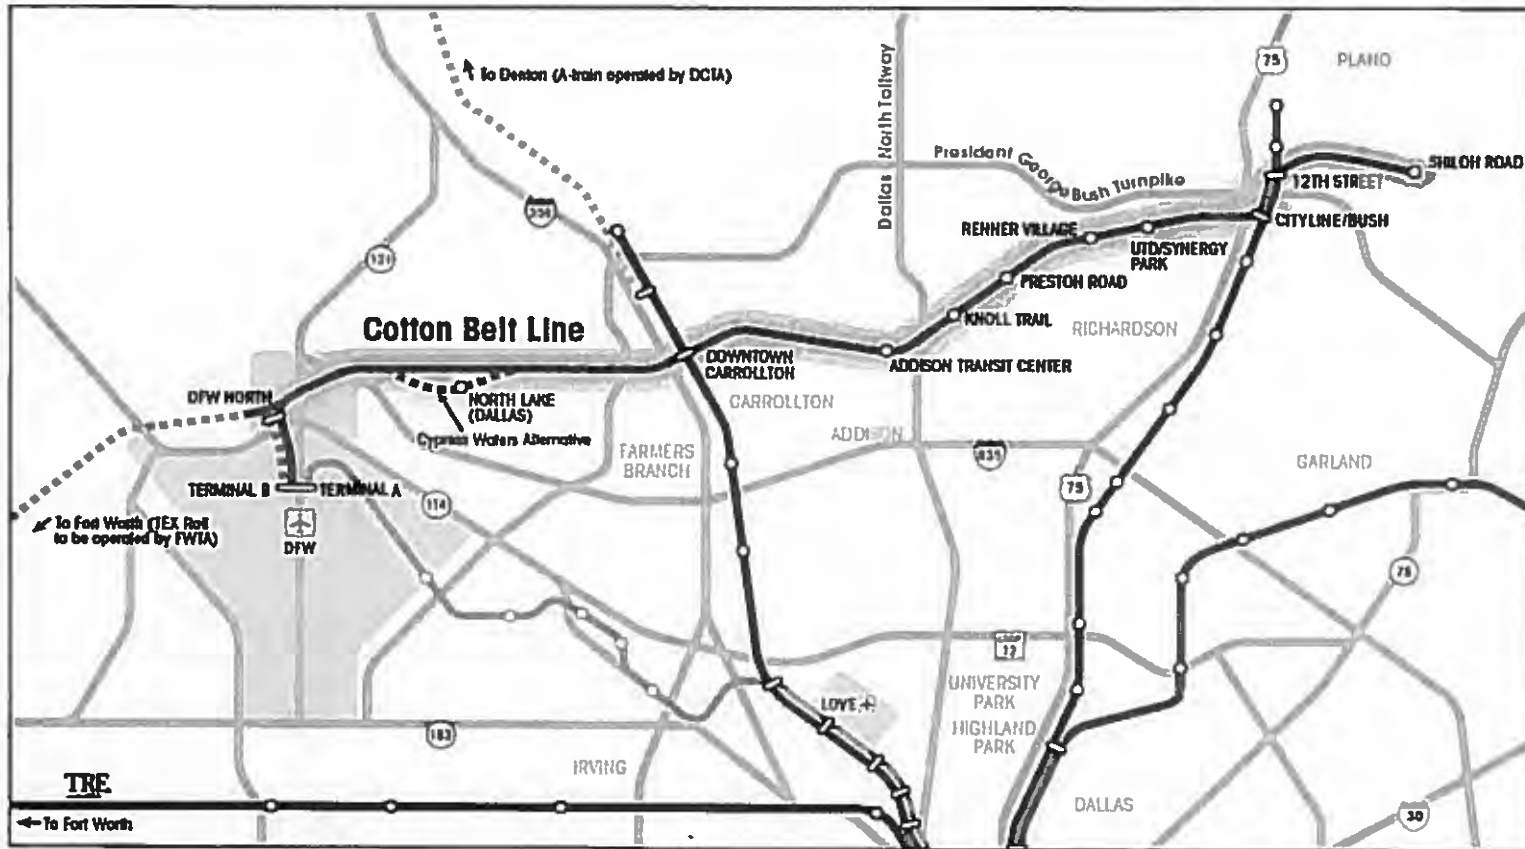 To Denton (A-train operated by DCTA)
Dallas North Tollway
75
PLANO
President George Bush Turnpike
SHILOH ROAD
12TH STREET
CITYLINE/BUSH
RENNER VILLAGE
UTD/SYNERGY
PARK
PRESTON ROAD
KNOLL TRAIL
RICHARDSON
121
Cotton Belt Line
DOWNTOWN
CARROLLTON
ADDISON TRANSIT CENTER
DFW NORTH
NORTH LAKE
(DALLAS)
Cypress Waters Alternative
CARROLLTON
ADDISON
FARMERS
BRANCH
635
GARLAND
75
TERMINAL B
TERMINAL A
114
To Fort Worth (TEX Rail
to be operated by FWTA)
DFW
78
LOOP
12
UNIVERSITY
PARK
LOVE
HIGHLAND
PARK
183
IRVING
TRE
DALLAS
30
To Fort Worth